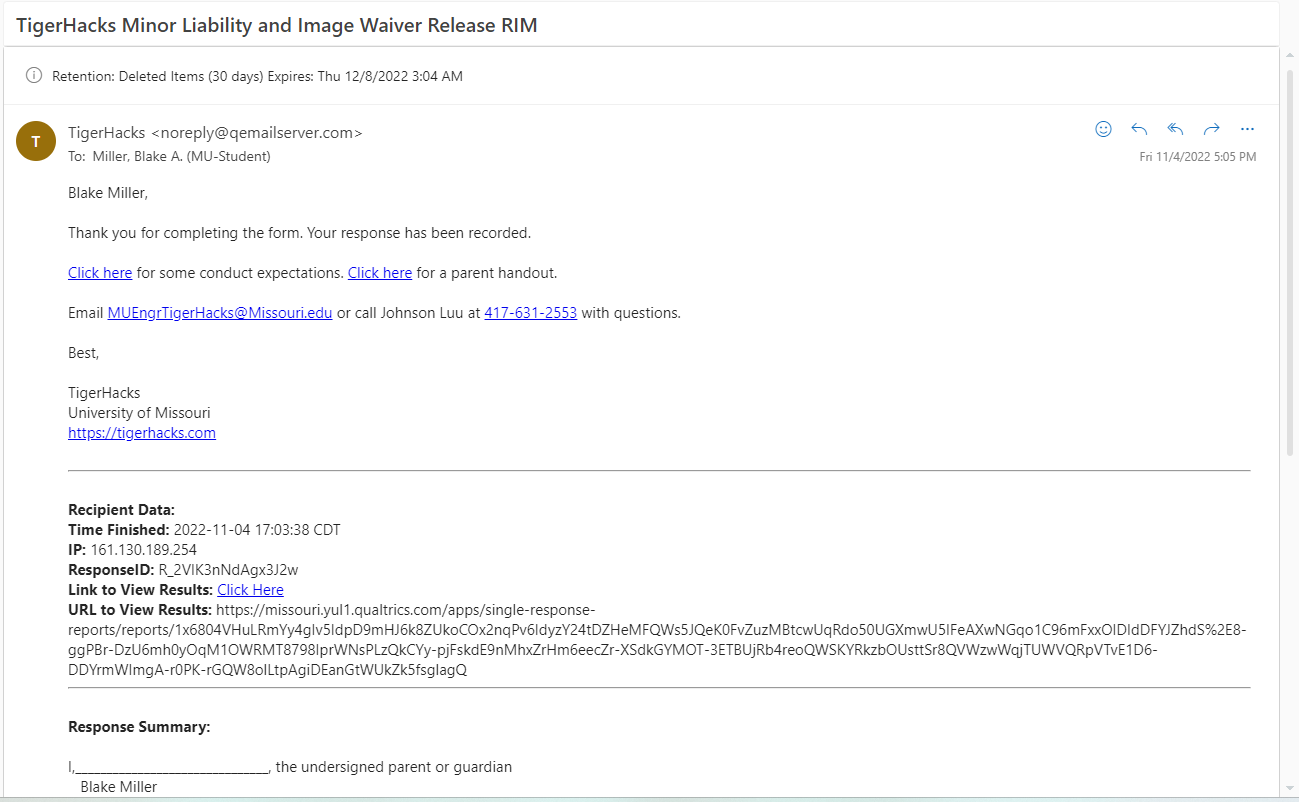 TigerHacks Minor Liability and Image Waiver Release RIM
Retention: Deleted Items (30 days) Expires: Thu 12/8/2022 3:04 AM
T
TigerHacks <noreply@qemailserver.com>
To: Miller, Blake A. (MU-Student)
Fri 11/4/2022 5:05 PM
Blake Miller,
Thank you for completing the form. Your response has been recorded.
Click here for some conduct expectations. Click here for a parent handout.
Email MUEngrTigerHacks@Missouri.edu or call Johnson Luu at 417-631-2553 with questions.
Best,
TigerHacks
University of Missouri
https://tigerhacks.com
Recipient Data:
Time Finished: 2022-11-04 17:03:38 CDT
IP: 161.130.189.254
ResponseID: R_2VlK3nNdAgx3J2w
Link to View Results: Click Here
URL to View Results: https://missouri.yul1.qualtrics.com/apps/single-response-
reports/reports/1x6804VHuLRmYy4glv5IdpD9mHJ6k8ZUkoCOx2nqPv6IdyzY24tDZHeMFQWs5JQeK0FvZuzMBtcwUqRdo50UGXmwU5IFeAXwNGqo1C96mFxxOIDIdDFYJZhdS%2E8-
ggPBr-DzU6mh0yOqM1OWRMT8798IprWNsPLzQkCYy-pjFskdE9nMhxZrHm6eecZr-XSdkGYMOT-3ETBUjRb4reoQWSKYRkzbOUsttSr8QVWzwWqjTUWVQRpVTvE1D6-
DDYrmWImgA-r0PK-rGQW8oILtpAgiDEanGtWUkZk5fsgIagQ
Response Summary:
I,______________________________, the undersigned parent or guardian
Blake Miller